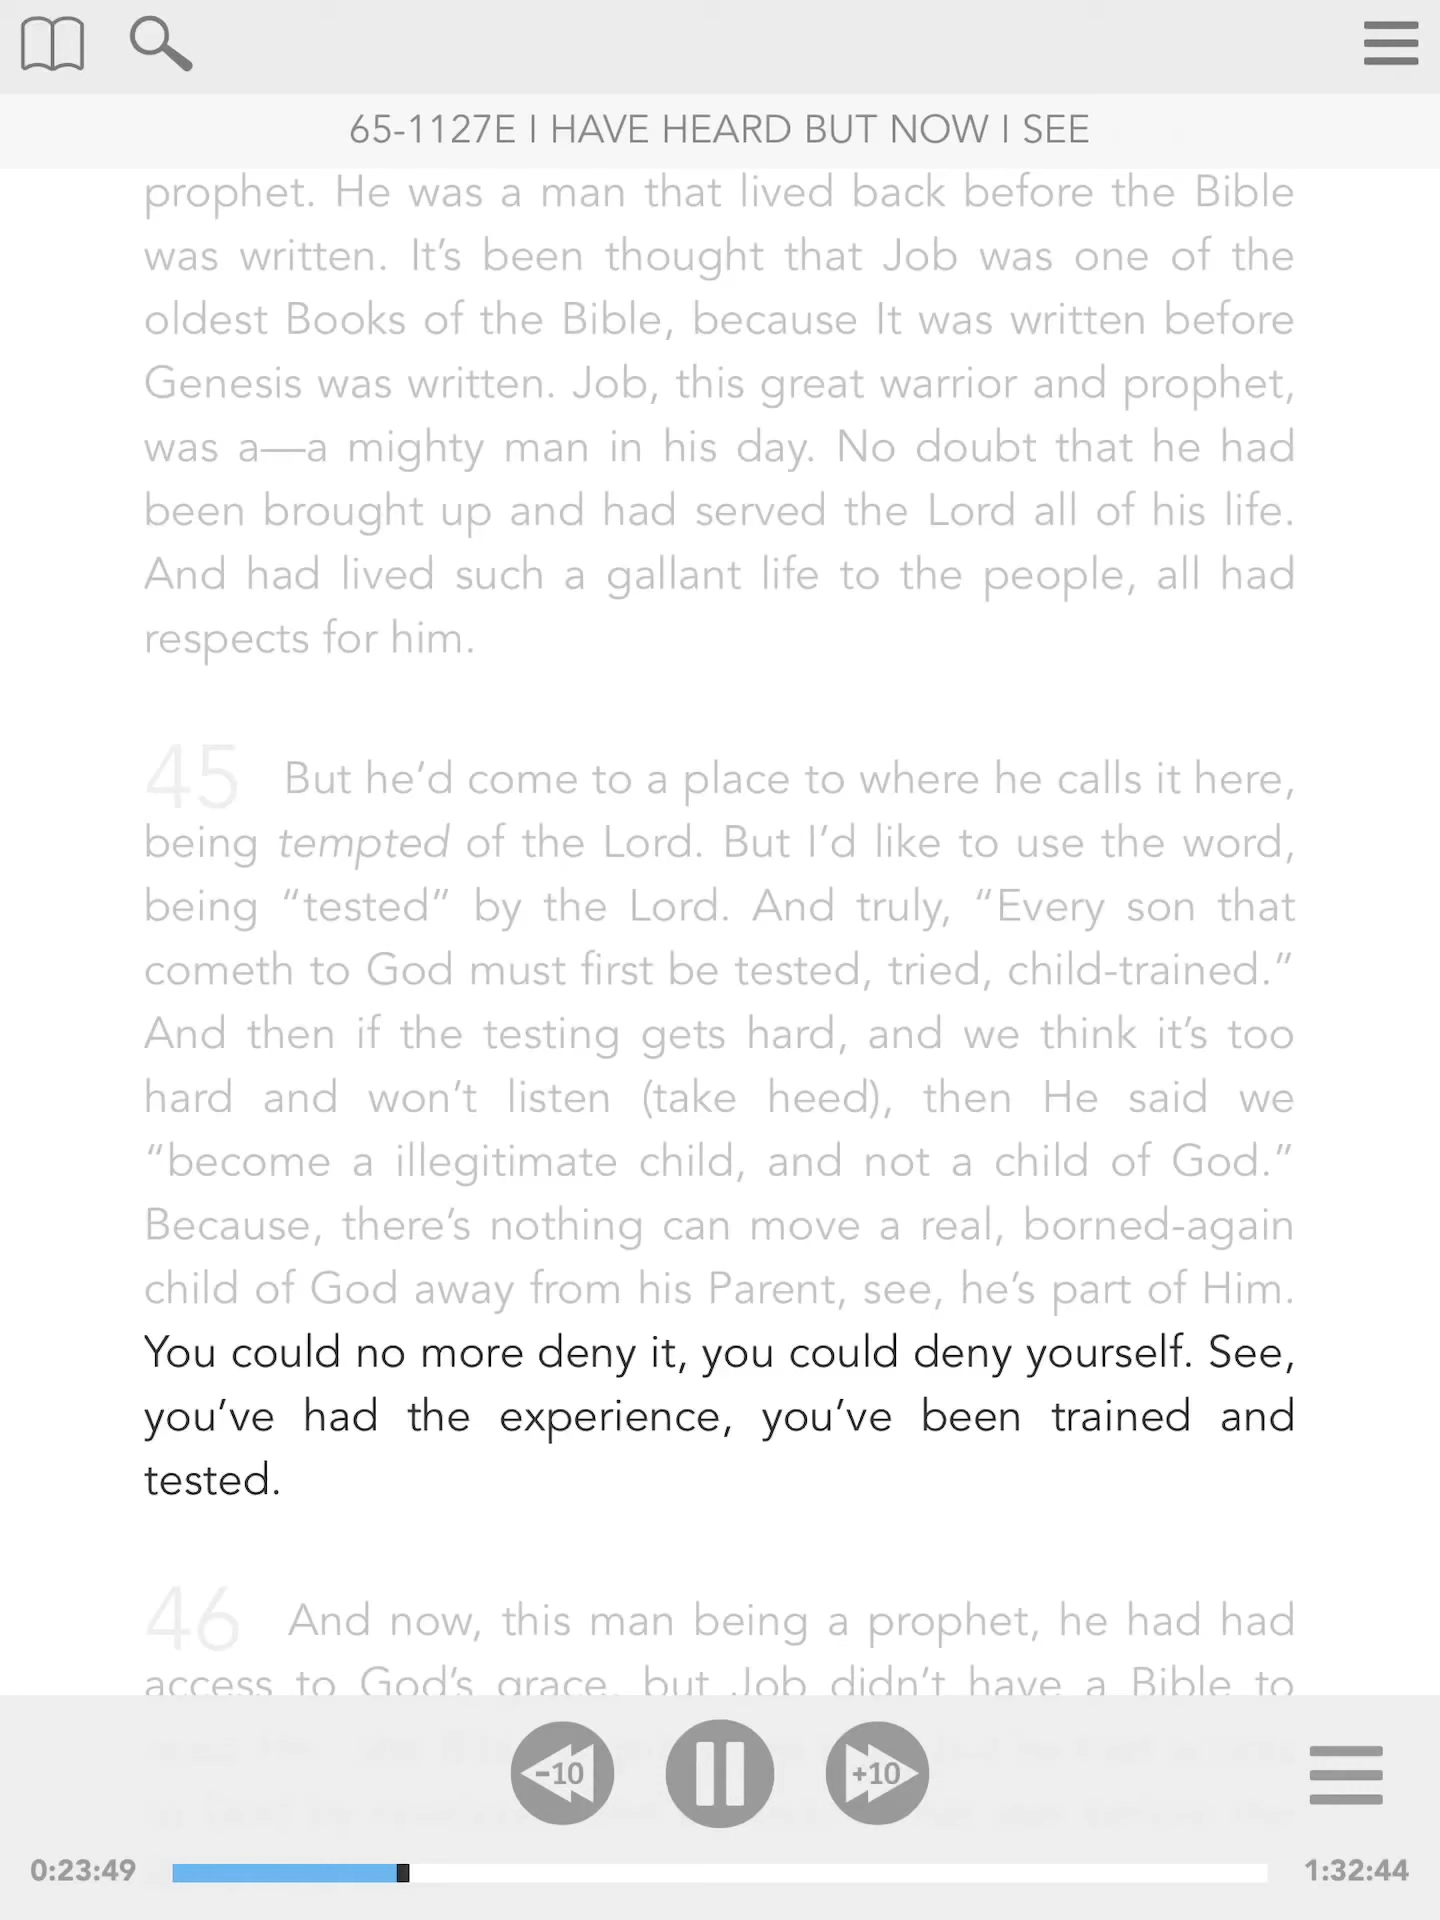 65-1127E I HAVE HEARD BUT NOW I SEE
prophet. He was a man that lived back before the Bible
was written. It’s been thought that Job was one of the
oldest Books of the Bible, because It was written before
Genesis was written. Job, this great warrior and prophet,
was a—a mighty man in his day. No doubt that he had
been brought up and had served the Lord all of his life.
And had lived such a gallant life to the people, all had
respects for him.
45 But he’d come to a place to where he calls it here,
being tempted of the Lord. But I’d like to use the word,
being “tested” by the Lord. And truly, “Every son that
cometh to God must first be tested, tried, child-trained.”
And then if the testing gets hard, and we think it’s too
hard and won’t listen (take heed), then He said we
“become a illegitimate child, and not a child of God.”
Because, there’s nothing can move a real, borned-again
child of God away from his Parent, see, he’s part of Him.
You could no more deny it, you could deny yourself. See,
you’ve had the experience, you’ve been trained and
tested.
46 And now, this man being a prophet, he had had
access to God’s grace, but Job didn’t have a Bible to
-10 +10
0:23:49 1:32:44